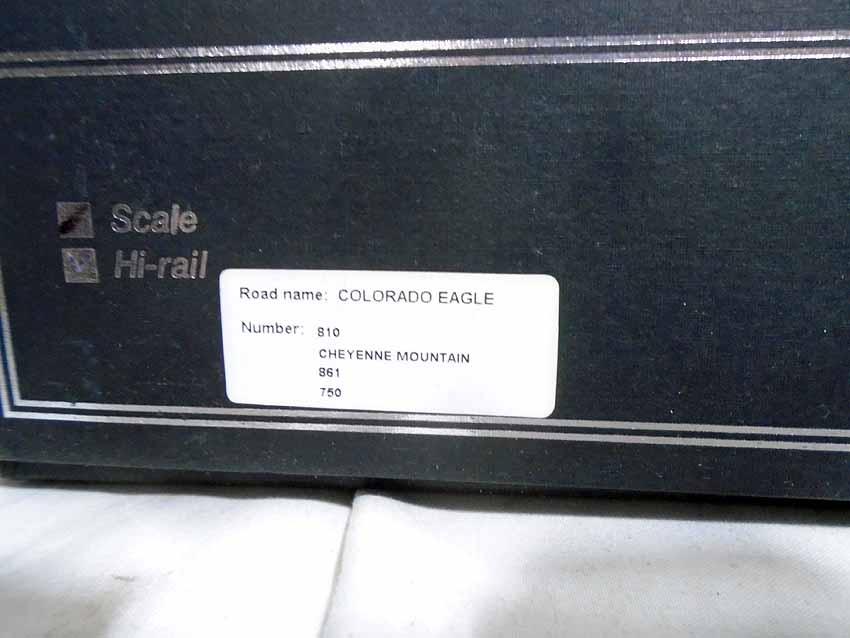 Scale
Hi-rail
Road name: COLORADO EAGLE
Number: 810
CHEYENNE MOUNTAIN
861
750